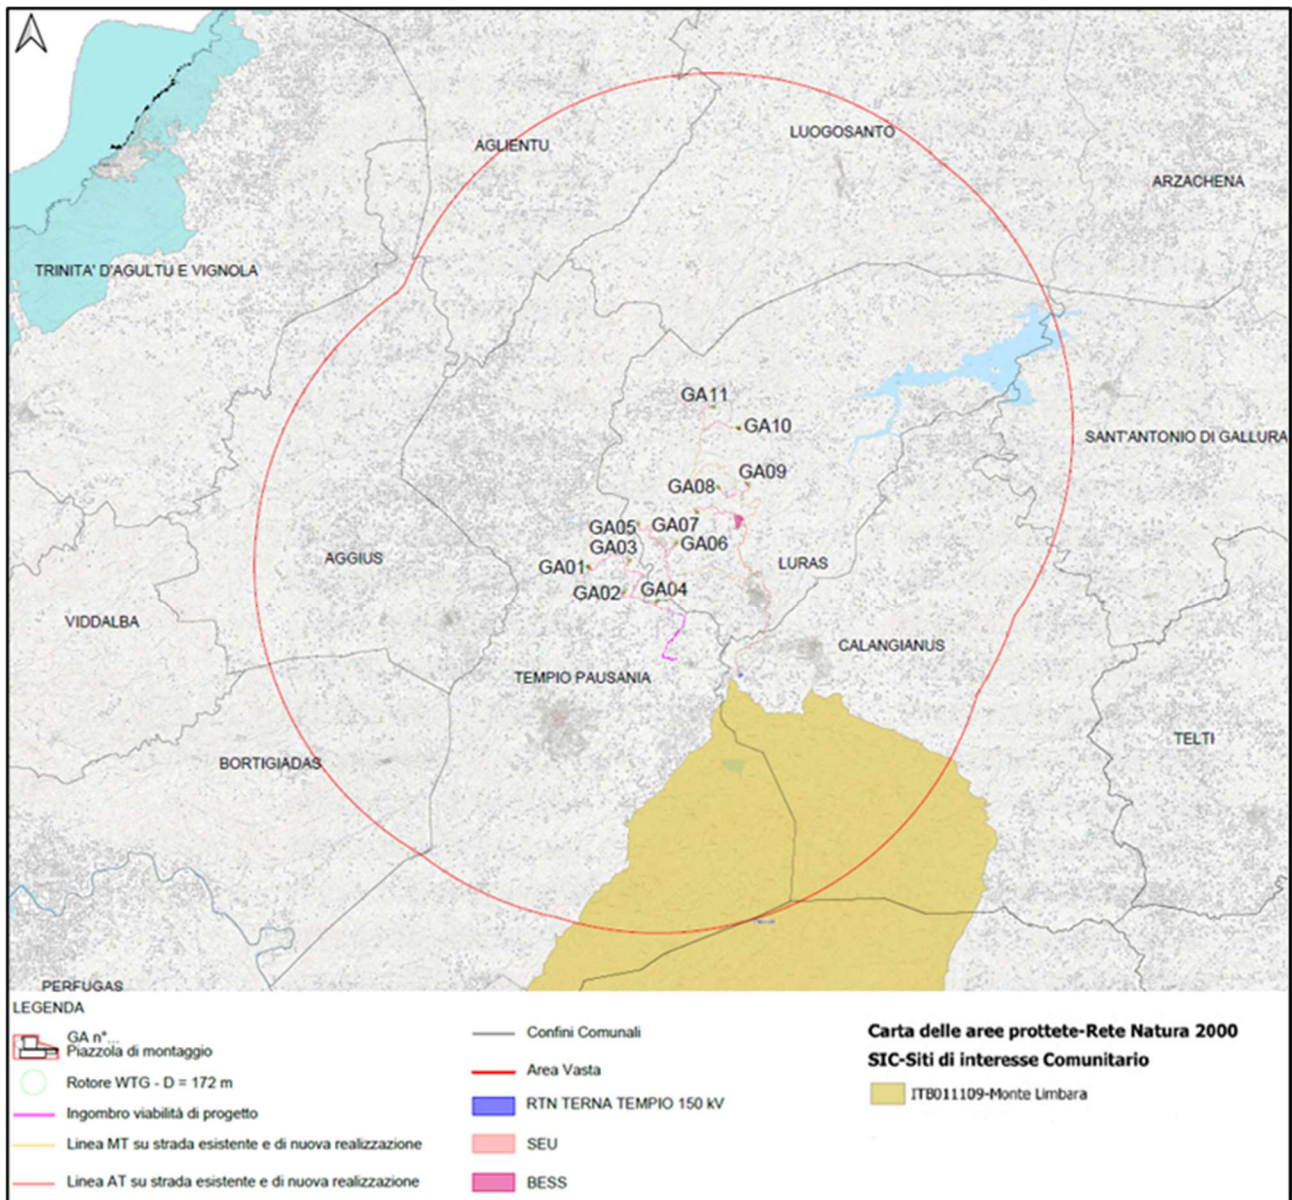 AGLIENTU
LUOGOSANTO
ARZACHENA
TRINITA' D'AGULTU E VIGNOLA
GA11
GA10
SANT'ANTONIO DI GALLURA
GA09
GA08
GA05
GA07
GA06
GA03
AGGIUS
GA01
LURAS
GA02
GA04
VIDDALBA
CALANGIANUS
TEMPIO PAUSANIA
TELTI
BORTIGIADAS
PERFUGAS
LEGENDA
GA n°...
Piazzola di montaggio
Rotore WTG - D = 172 m
Ingombro viabilità di progetto
Linea MT su strada esistente e di nuova realizzazione
Linea AT su strada esistente e di nuova realizzazione
Confini Comunali
Area Vasta
RTN TERNA TEMPIO 150 kV
SEU
BESS
Carta delle aree prottete-Rete Natura 2000
SIC-Siti di interesse Comunitario
ITB011109-Monte Limbara